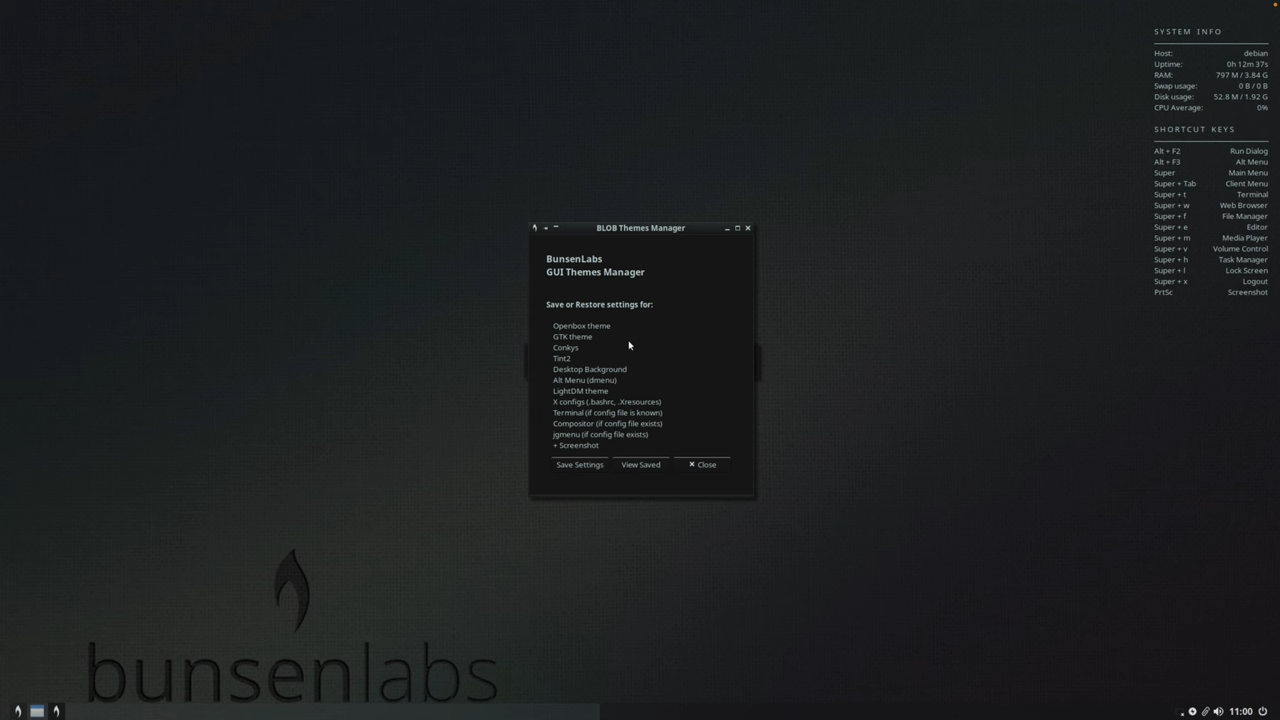 SYSTEM INFO
Host: debian
Uptime: 0h 12m 37s
RAM: 797 M / 3.84 G
Swap usage: 0 B / 0 B
Disk usage: 52.8 M / 1.92 G
CPU Average: 0%
SHORTCUT KEYS
Alt + F2 Run Dialog
Alt + F3 Alt Menu
Super Main Menu
Super + Tab Client Menu
Super + t Terminal
Super + w Web Browser
Super + f File Manager
Super + e Editor
Super + m Media Player
Super + v Volume Control
Super + h Task Manager
Super + l Lock Screen
Super + x Logout
PrtSc Screenshot
BLOB Themes Manager
BunsenLabs
GUI Themes Manager
Save or Restore settings for:
Openbox theme
GTK theme
Conkys
Tint2
Desktop Background
Alt Menu (dmenu)
LightDM theme
X configs (.bashrc, .Xresources)
Terminal (if config file is known)
Compositor (if config file exists)
jgmenu (if config file exists)
+ Screenshot
Save Settings View Saved Close
bunsenlabs
11:00